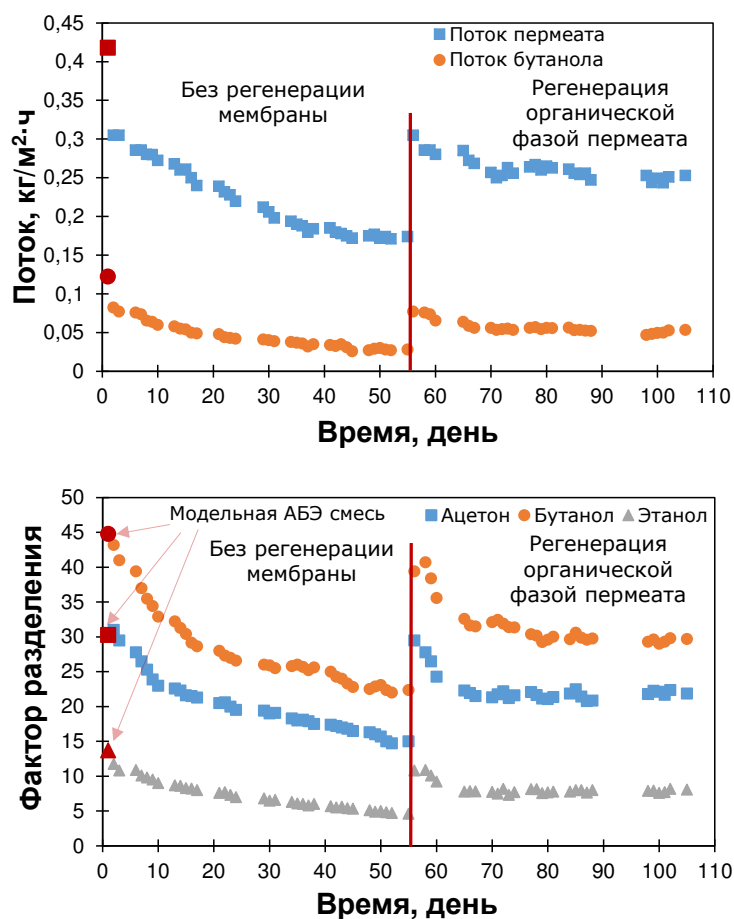 0,45
0,4
0,35
0,3
0,25
0,2
0,15
0,1
0,05
0
Поток, кг/м²·ч
Поток пермеата
Поток бутанола
Без регенерации
мембраны
Регенерация
органической
фазой пермеата
0 10 20 30 40 50 60 70 80 90 100 110
Время, день
50
45
40
35
30
25
20
15
10
5
0
Фактор разделения
Модельная АБЭ смесь
Ацетон Бутанол Этанол
Без регенерации
мембраны
Регенерация
органической
фазой пермеата
0 10 20 30 40 50 60 70 80 90 100 110
Время, день